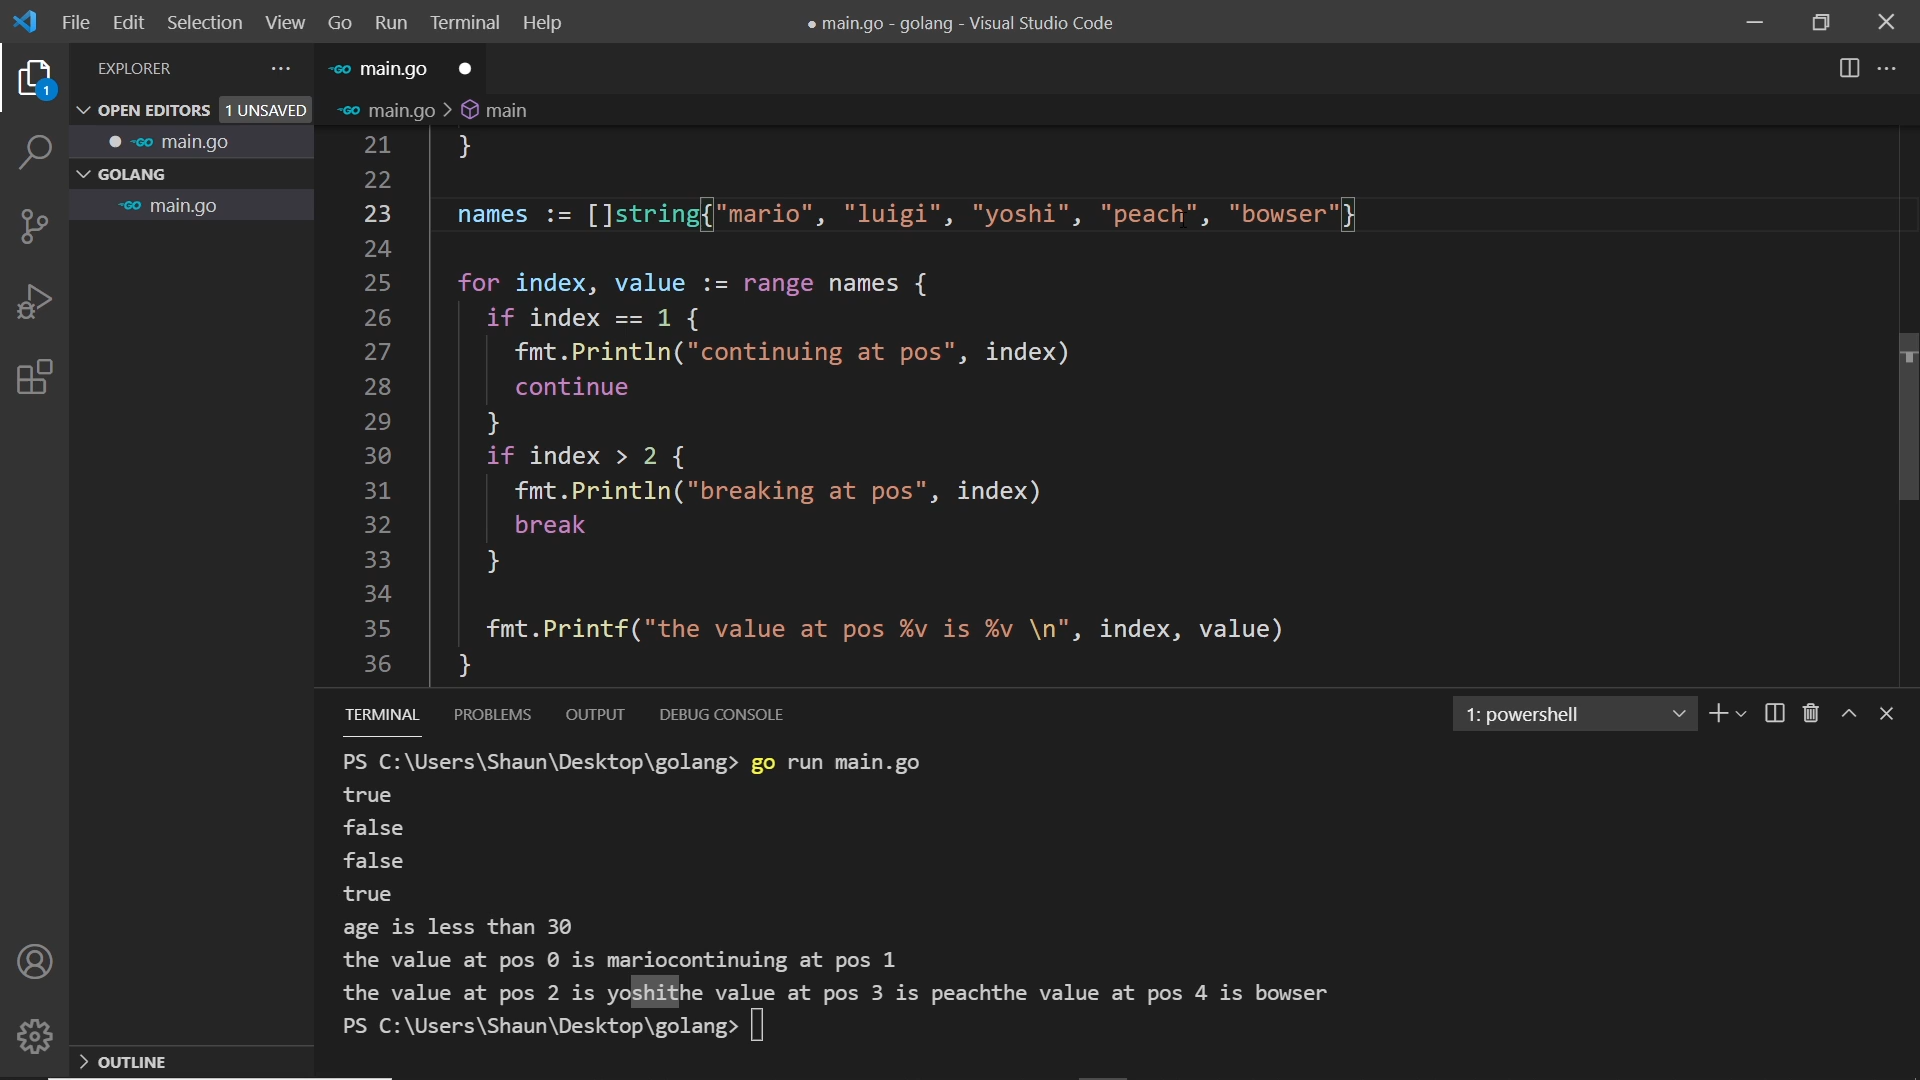 File Edit Selection View Go Run Terminal Help
● main.go - golang - Visual Studio Code
EXPLORER
1
OPEN EDITORS 1 UNSAVED
main.go
GOLANG
main.go
OUTLINE
main.go
main.go > main
21 }
22
23 names := []string{"mario", "luigi", "yoshi", "peach", "bowser"}
24
25 for index, value := range names {
26 if index == 1 {
27 fmt.Println("continuing at pos", index)
28 continue
29 }
30 if index > 2 {
31 fmt.Println("breaking at pos", index)
32 break
33 }
34
35 fmt.Printf("the value at pos %v is %v \n", index, value)
36 }
TERMINAL PROBLEMS OUTPUT DEBUG CONSOLE
1: powershell
PS C:\Users\Shaun\Desktop\golang> go run main.go
true
false
false
true
age is less than 30
the value at pos 0 is mariocontinuing at pos 1
the value at pos 2 is yoshithe value at pos 3 is peachthe value at pos 4 is bowser
PS C:\Users\Shaun\Desktop\golang>